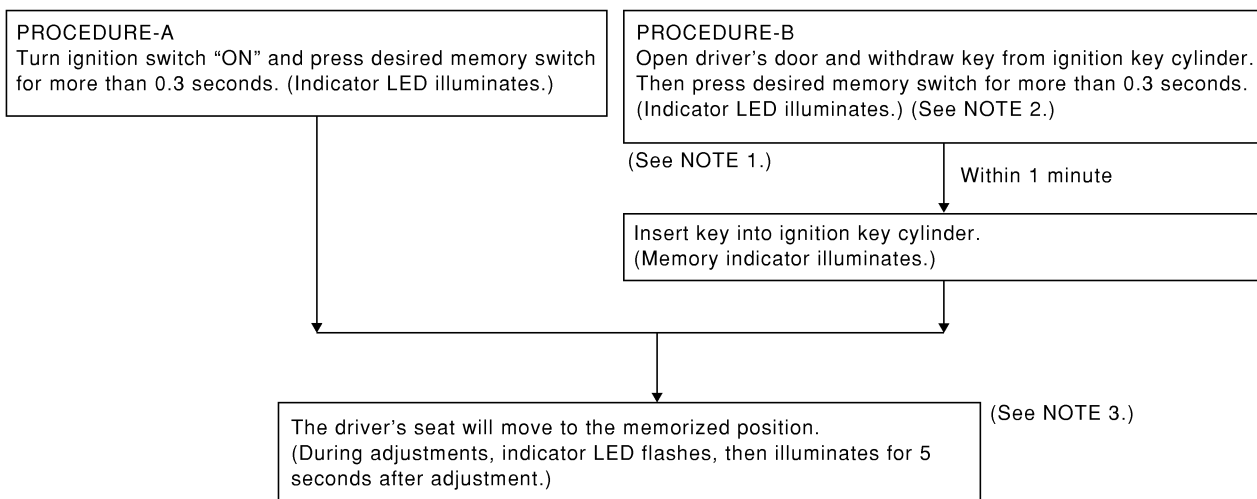 PROCEDURE-A
Turn ignition switch “ON” and press desired memory switch
for more than 0.3 seconds. (Indicator LED illuminates.)
PROCEDURE-B
Open driver’s door and withdraw key from ignition key cylinder.
Then press desired memory switch for more than 0.3 seconds.
(Indicator LED illuminates.) (See NOTE 2.)
(See NOTE 1.)
Within 1 minute
Insert key into ignition key cylinder.
(Memory indicator illuminates.)
The driver’s seat will move to the memorized position.
(During adjustments, indicator LED flashes, then illuminates for 5
seconds after adjustment.)
(See NOTE 3.)